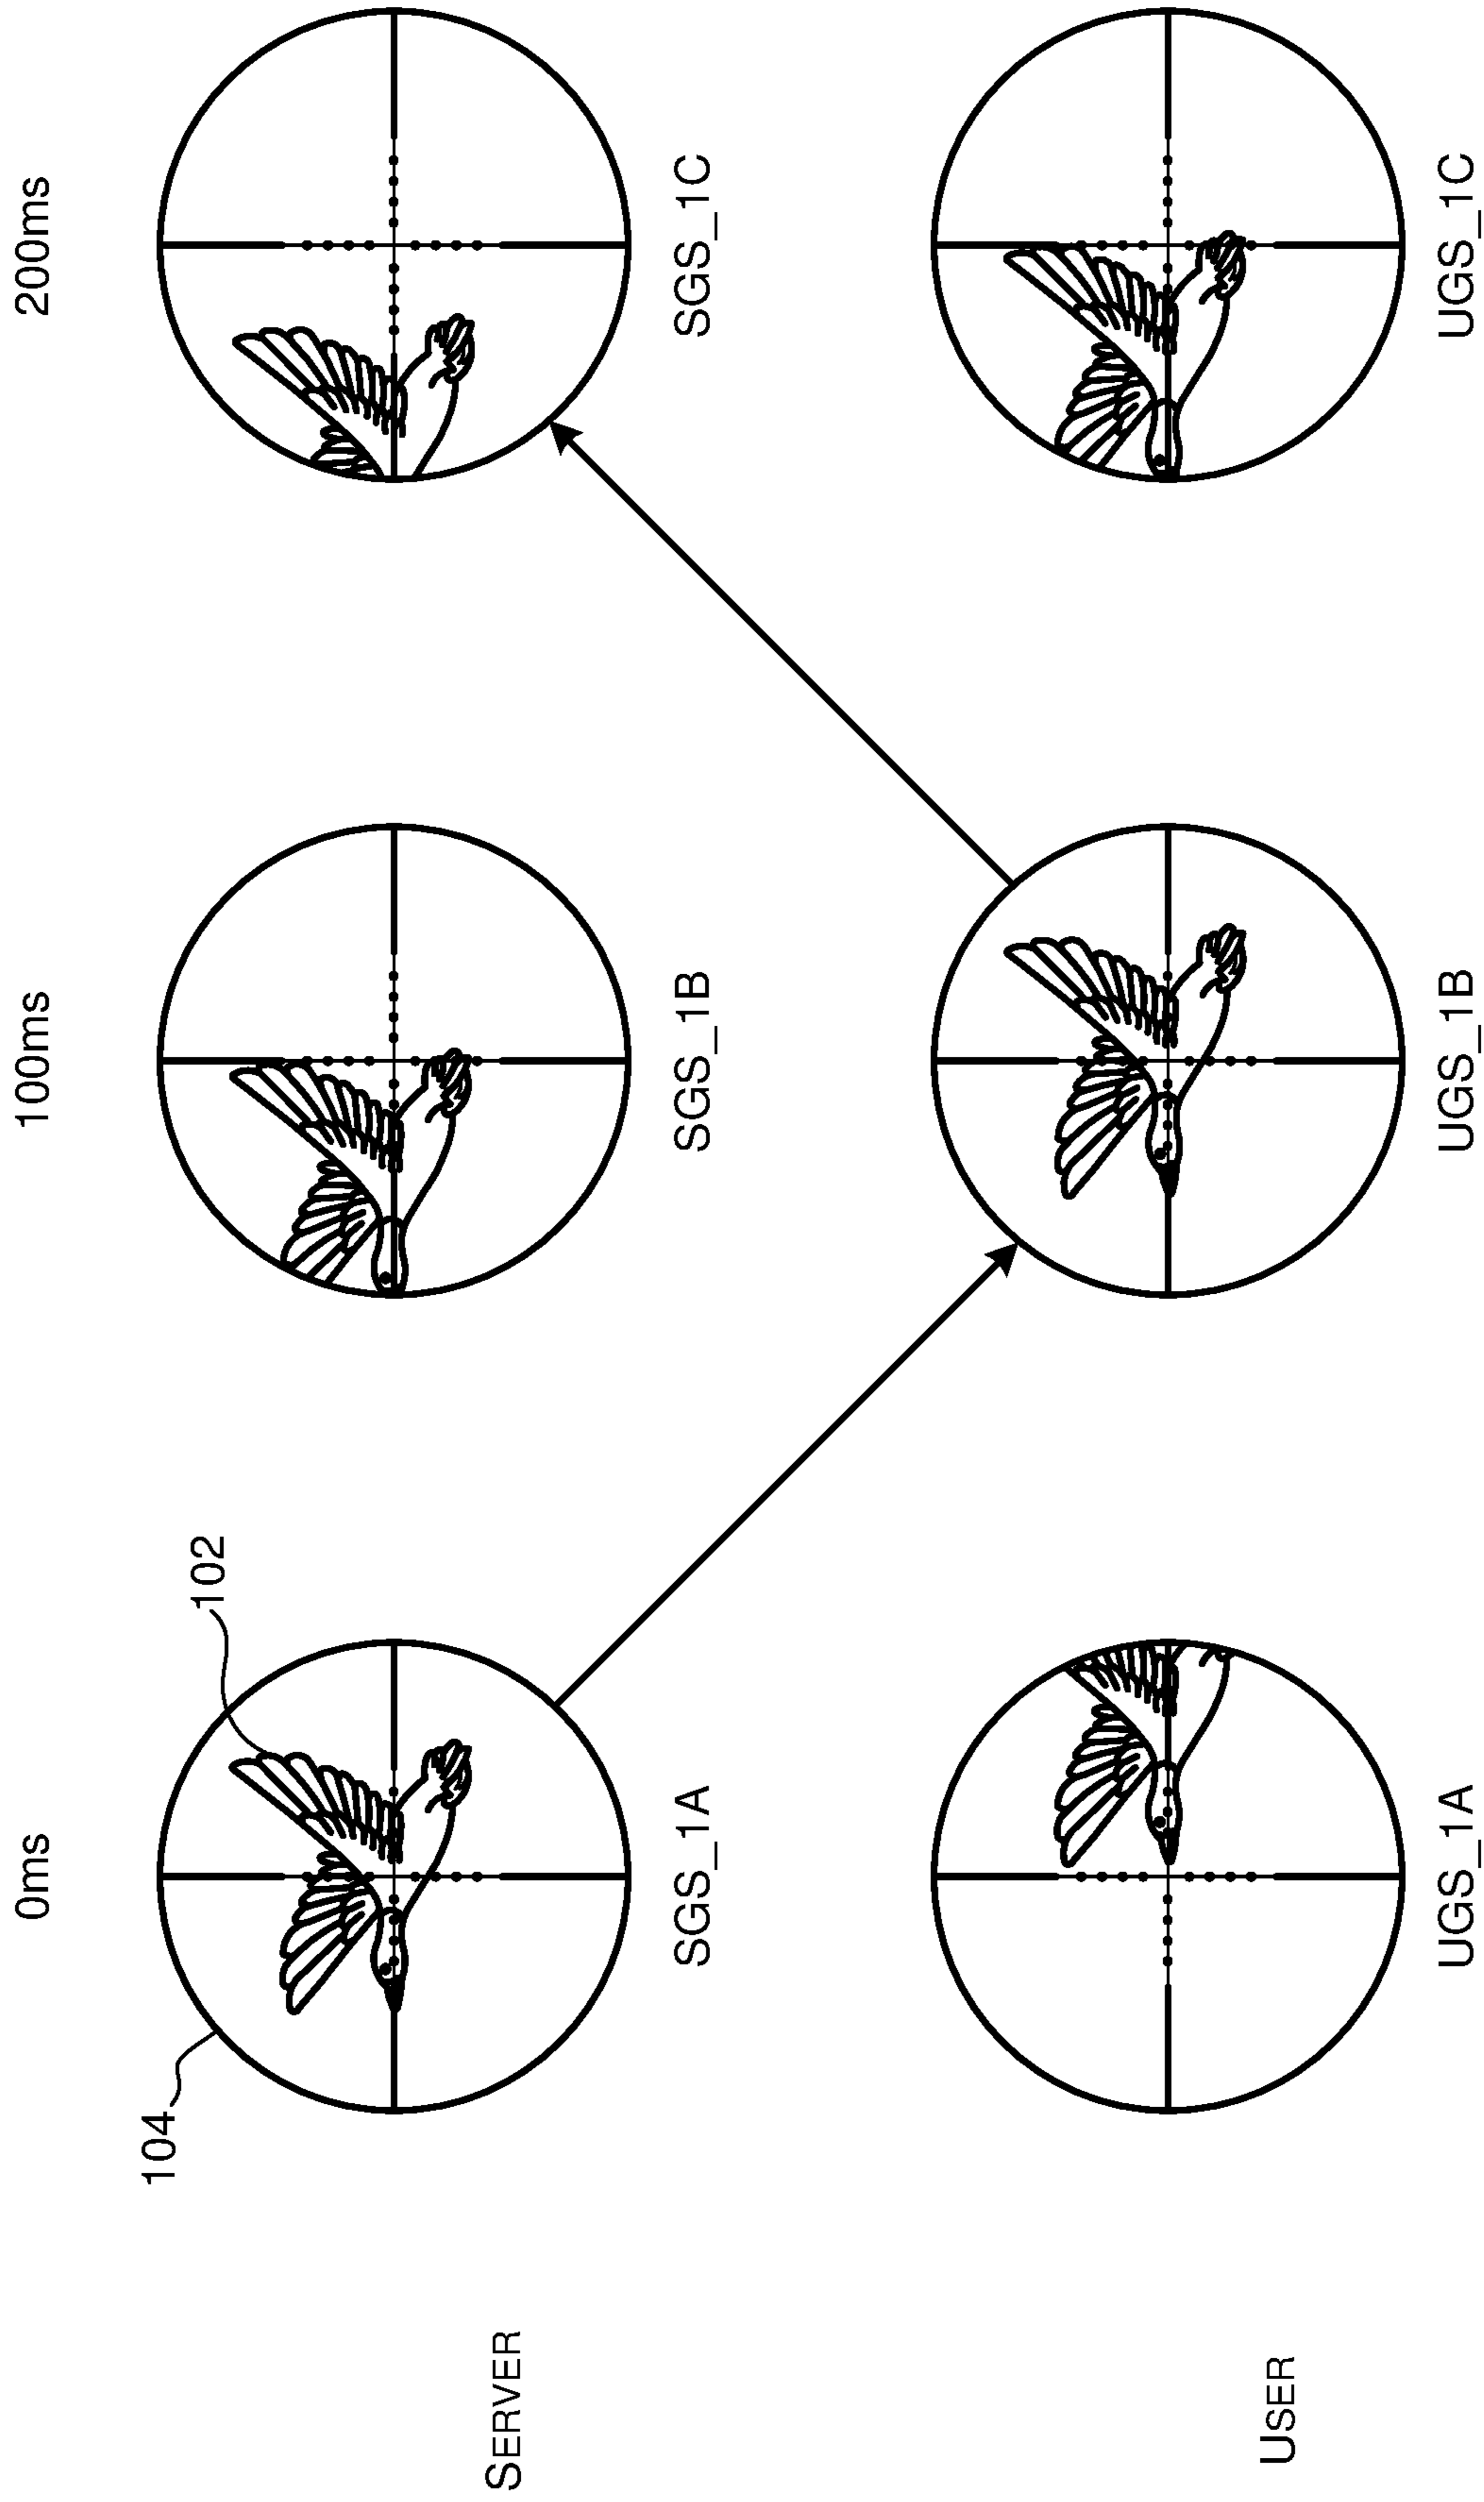 0ms 100ms 200ms
104 102
SERVER
SGS_1A SGS_1B SGS_1C
USER
UGS_1A UGS_1B UGS_1C